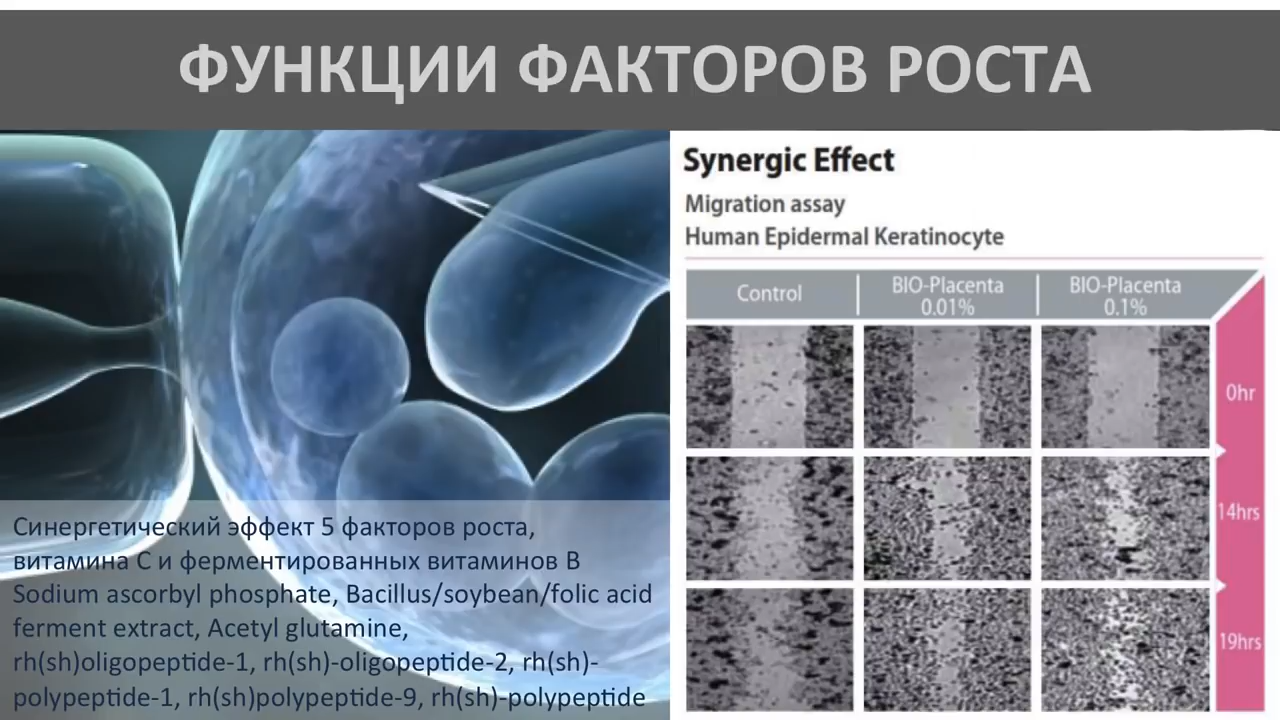 ФУНКЦИИ ФАКТОРОВ РОСТА
Синергетический эффект 5 факторов роста,
витамина С и ферментированных витаминов В
Sodium ascorbyl phosphate, Bacillus/soybean/folic acid
ferment extract, Acetyl glutamine,
rh(sh)oligopeptide-1, rh(sh)-oligopeptide-2, rh(sh)-
polypeptide-1, rh(sh)polypeptide-9, rh(sh)-polypeptide
Synergic Effect
Migration assay
Human Epidermal Keratinocyte
Control
BIO-Placenta
0.01%
BIO-Placenta
0.1%
0hr
14hrs
19hrs